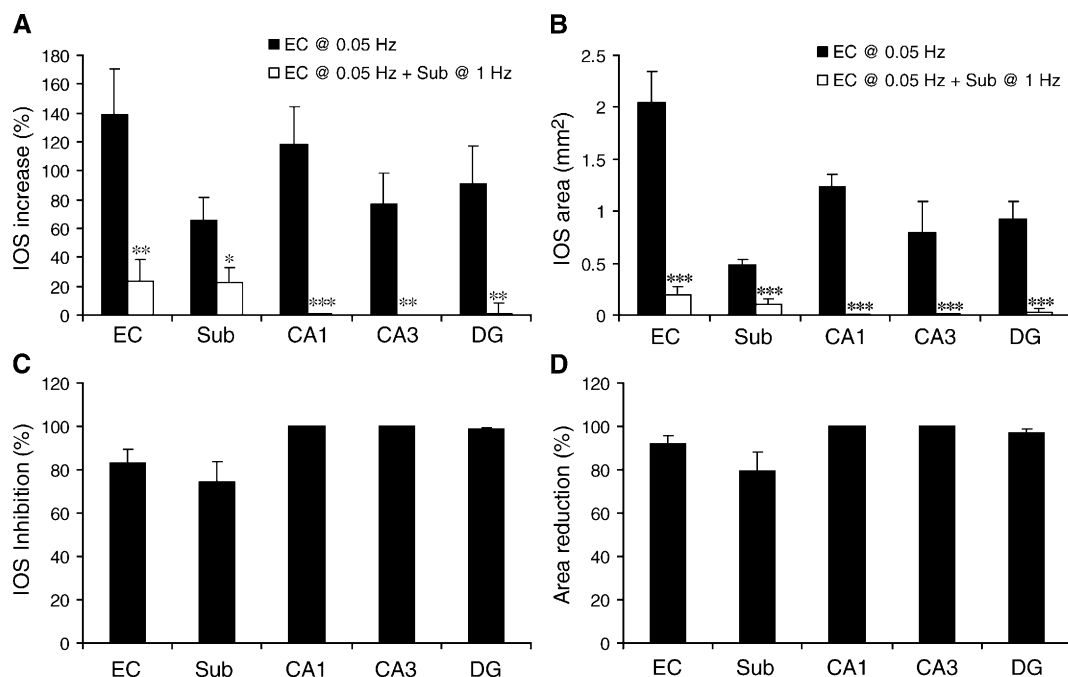 A
EC @ 0.05 Hz
EC @ 0.05 Hz + Sub @ 1 Hz
IOS increase (%)
180
160
140
120
100
80
60
40
20
0
** * *** ** **
EC Sub CA1 CA3 DG
B
EC @ 0.05 Hz
EC @ 0.05 Hz + Sub @ 1 Hz
IOS area (mm²)
2.5
2
1.5
1
0.5
0
*** *** *** *** ***
EC Sub CA1 CA3 DG
C
IOS Inhibition (%)
120
100
80
60
40
20
0
EC Sub CA1 CA3 DG
D
Area reduction (%)
120
100
80
60
40
20
0
EC Sub CA1 CA3 DG